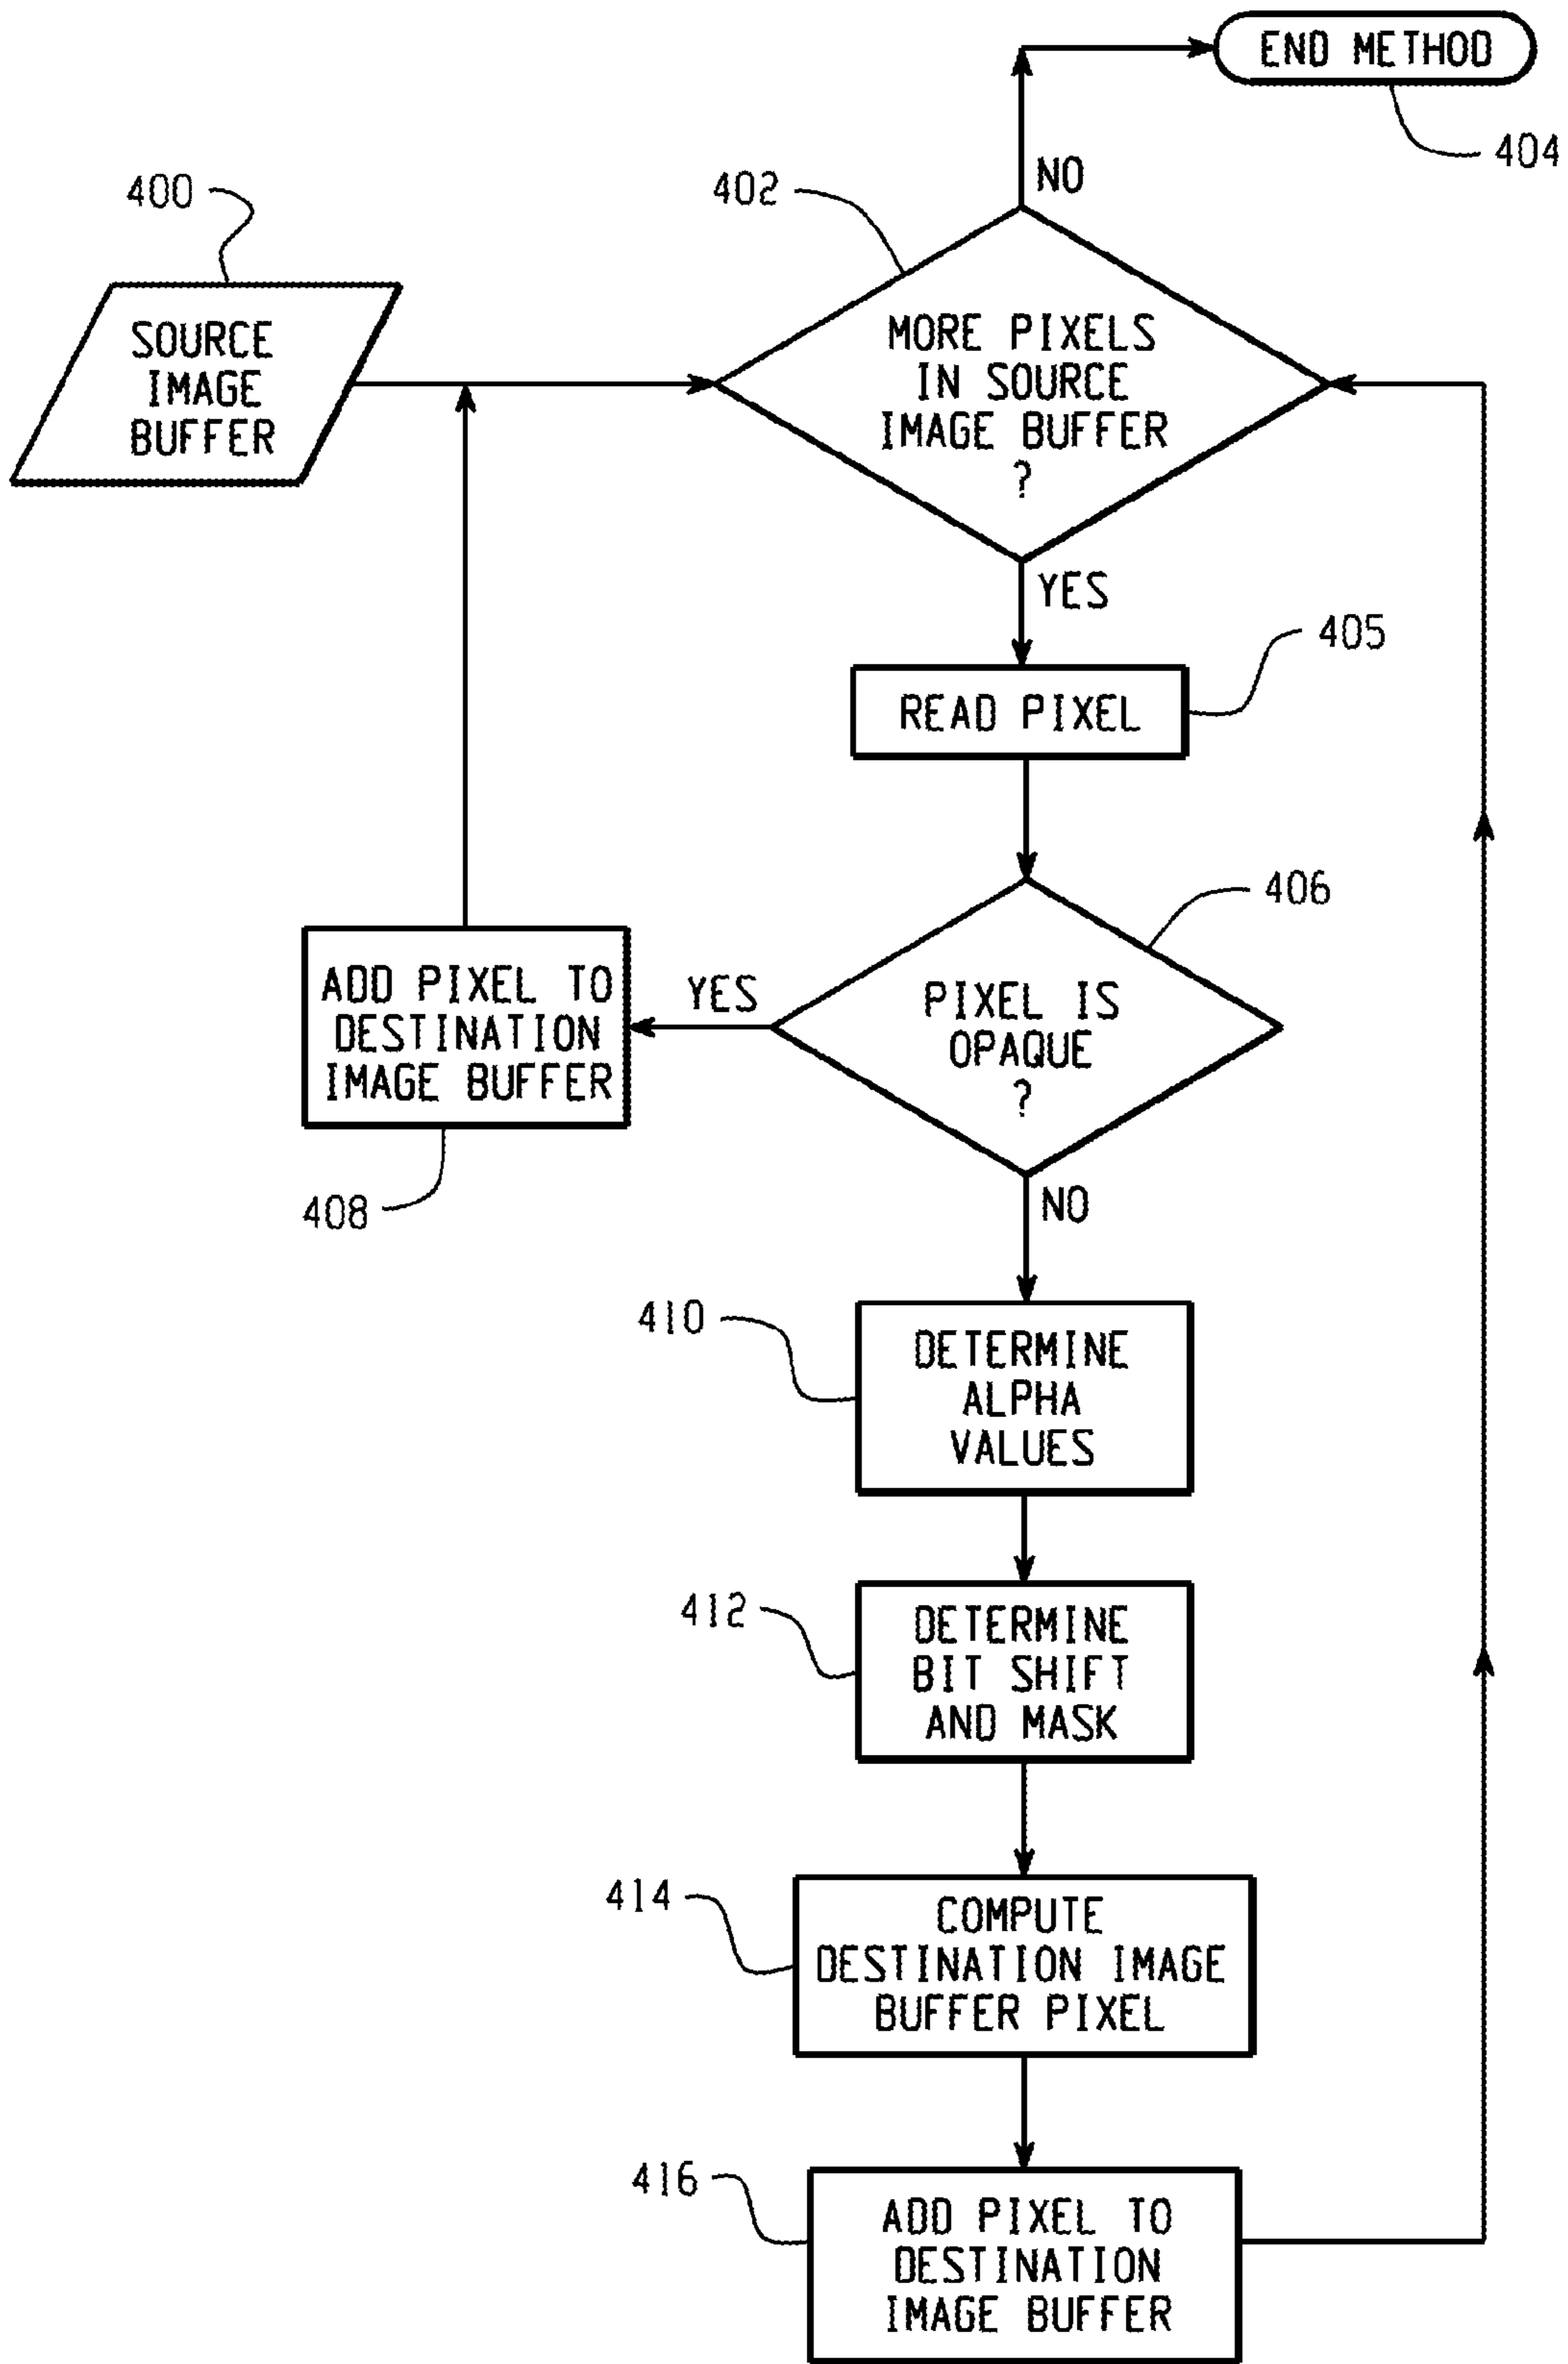 END METHOD
404
NO
402
400
MORE PIXELS
IN SOURCE
IMAGE BUFFER
?
SOURCE
IMAGE
BUFFER
YES
405
READ PIXEL
406
PIXEL IS
OPAQUE
?
YES
ADD PIXEL TO
DESTINATION
IMAGE BUFFER
408
NO
410
DETERMINE
ALPHA
VALUES
412
DETERMINE
BIT SHIFT
AND MASK
414
COMPUTE
DESTINATION IMAGE
BUFFER PIXEL
416
ADD PIXEL TO
DESTINATION
IMAGE BUFFER